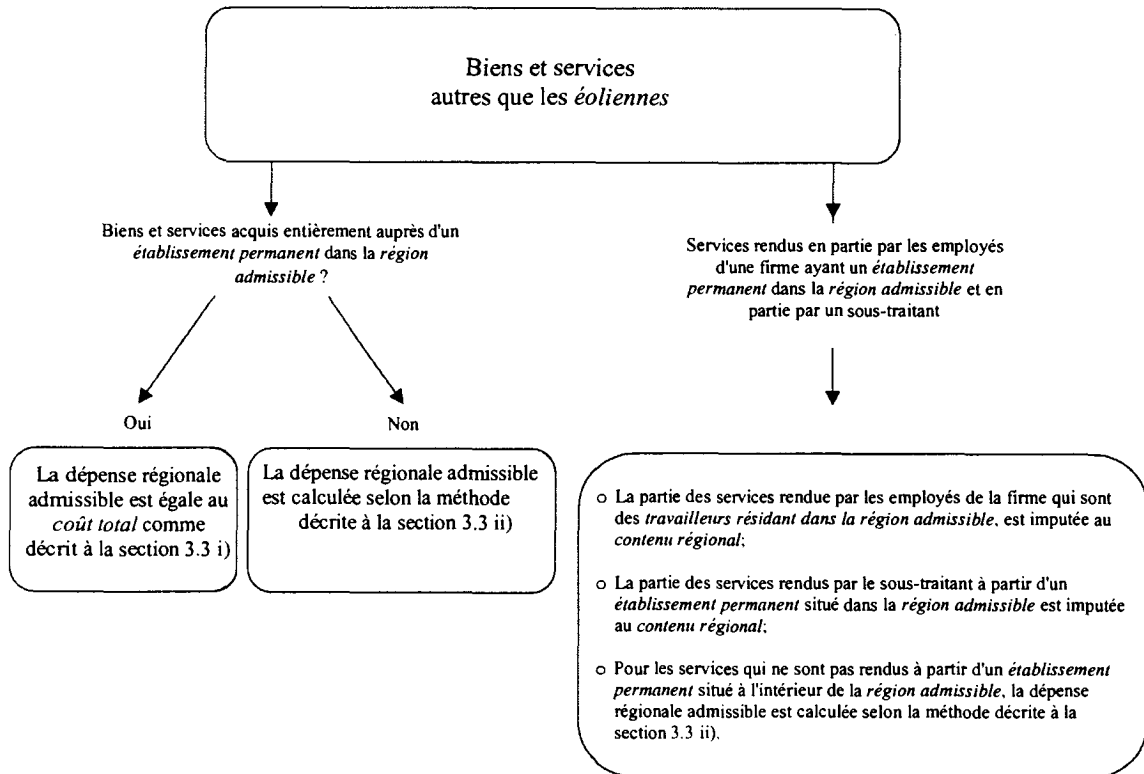 Biens et services
autres que les éoliennes
Biens et services acquis entièrement auprès d'un
établissement permanent dans la région
admissible ?
Oui
Non
La dépense régionale
admissible est égale au
coût total comme
décrit à la section 3.3 i)
La dépense régionale admissible
est calculée selon la méthode
décrite à la section 3.3 ii)
Services rendus en partie par les employés
d'une firme ayant un établissement
permanent dans la région admissible et en
partie par un sous-traitant
o La partie des services rendue par les employés de la firme qui sont
des travailleurs résidant dans la région admissible, est imputée au
contenu régional;
o La partie des services rendus par le sous-traitant à partir d'un
établissement permanent situé dans la région admissible est imputée
au contenu régional;
o Pour les services qui ne sont pas rendus à partir d'un établissement
permanent situé à l'intérieur de la région admissible, la dépense
régionale admissible est calculée selon la méthode décrite à la
section 3.3 ii).